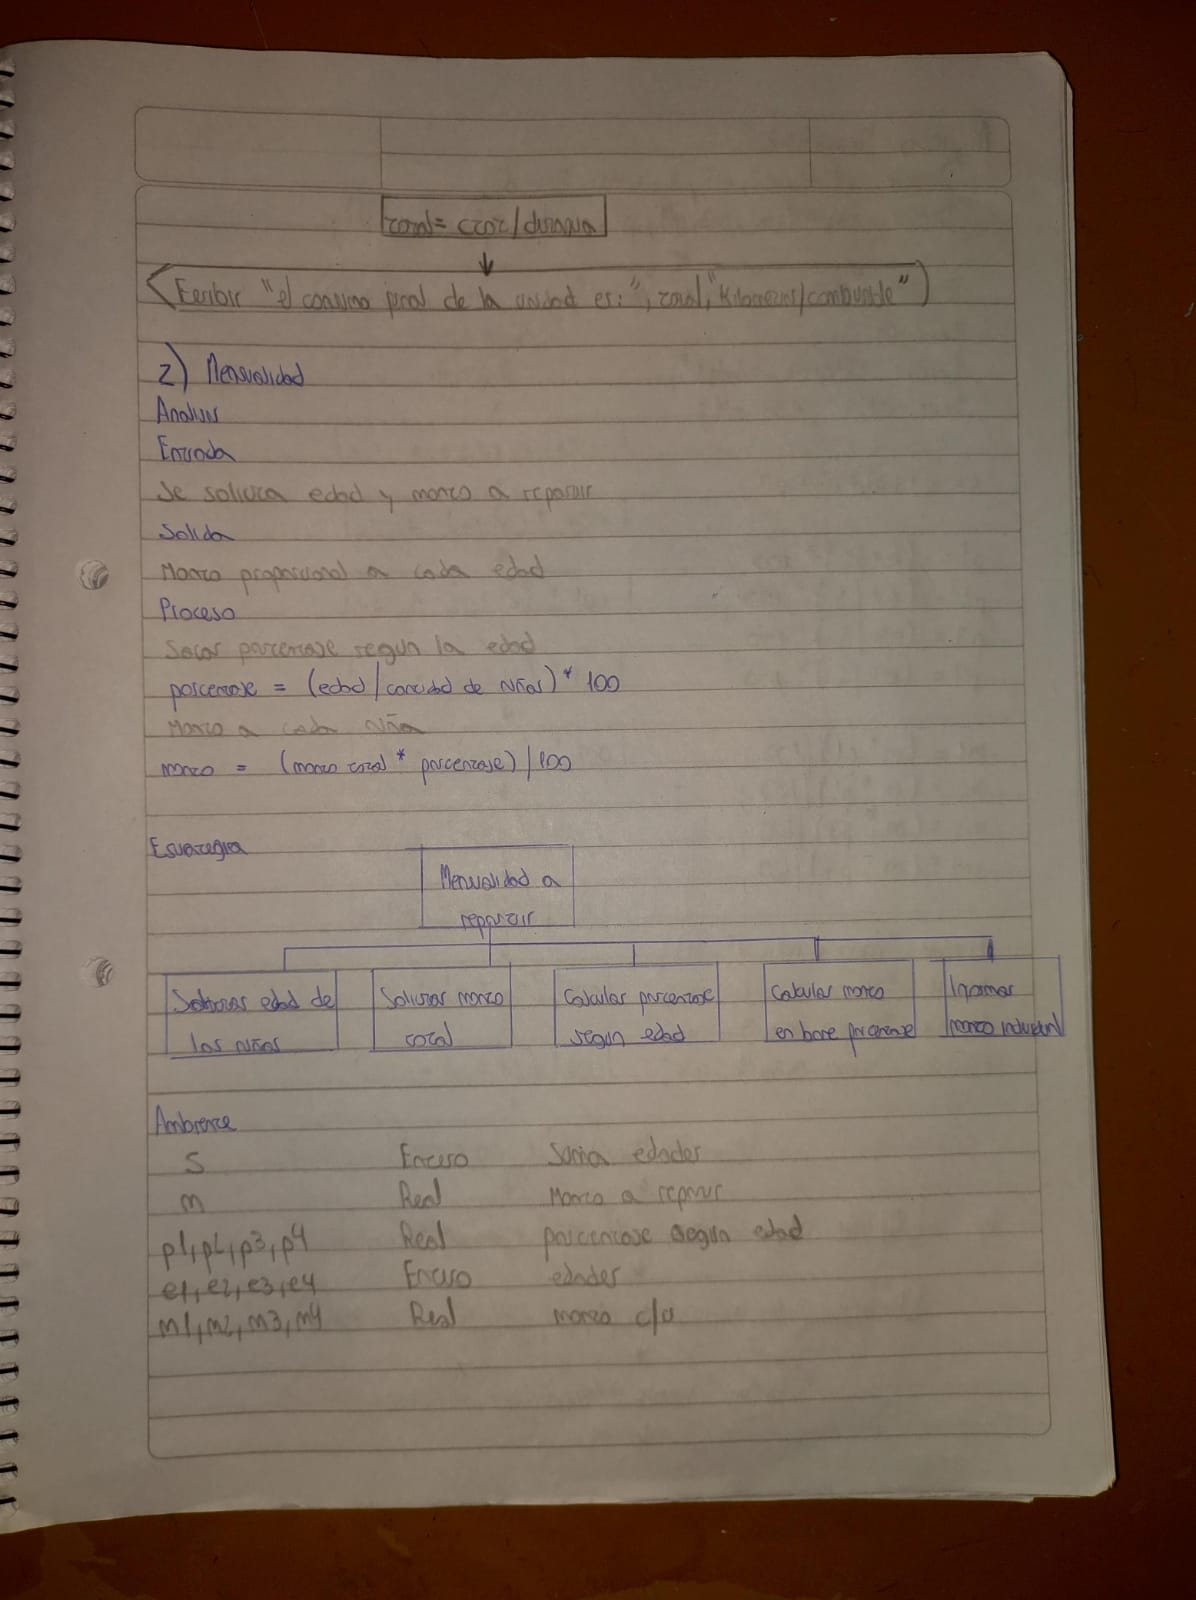 total= ctot/distancia
Escribir "el consumo final de la unidad es:", total, "Kilometros/combustible"
2) Mensualidad
Analisis
Entrada
Se solicita edad y monto a repartir
Salida
Monto proporcional a cada edad
Proceso
Sacar porcentaje segun la edad
porcentaje = (edad/cantidad de niños) * 100
Monto a cada niño
monto = (monto total * porcentaje) / 100
Estrategia
Mensualidad a
repartir
Solicitar edad de
los niños
Solicitar monto
total
Calcular porcentaje
segun edad
Calcular monto
en base porcentaje
Informar
monto individual
Ambiente
S Entero Suma edades
m Real Monto a repartir
p1, p2, p3, p4 Real porcentaje segun edad
e1, e2, e3, e4 Entero edades
m1, m2, m3, m4 Real monto c/u